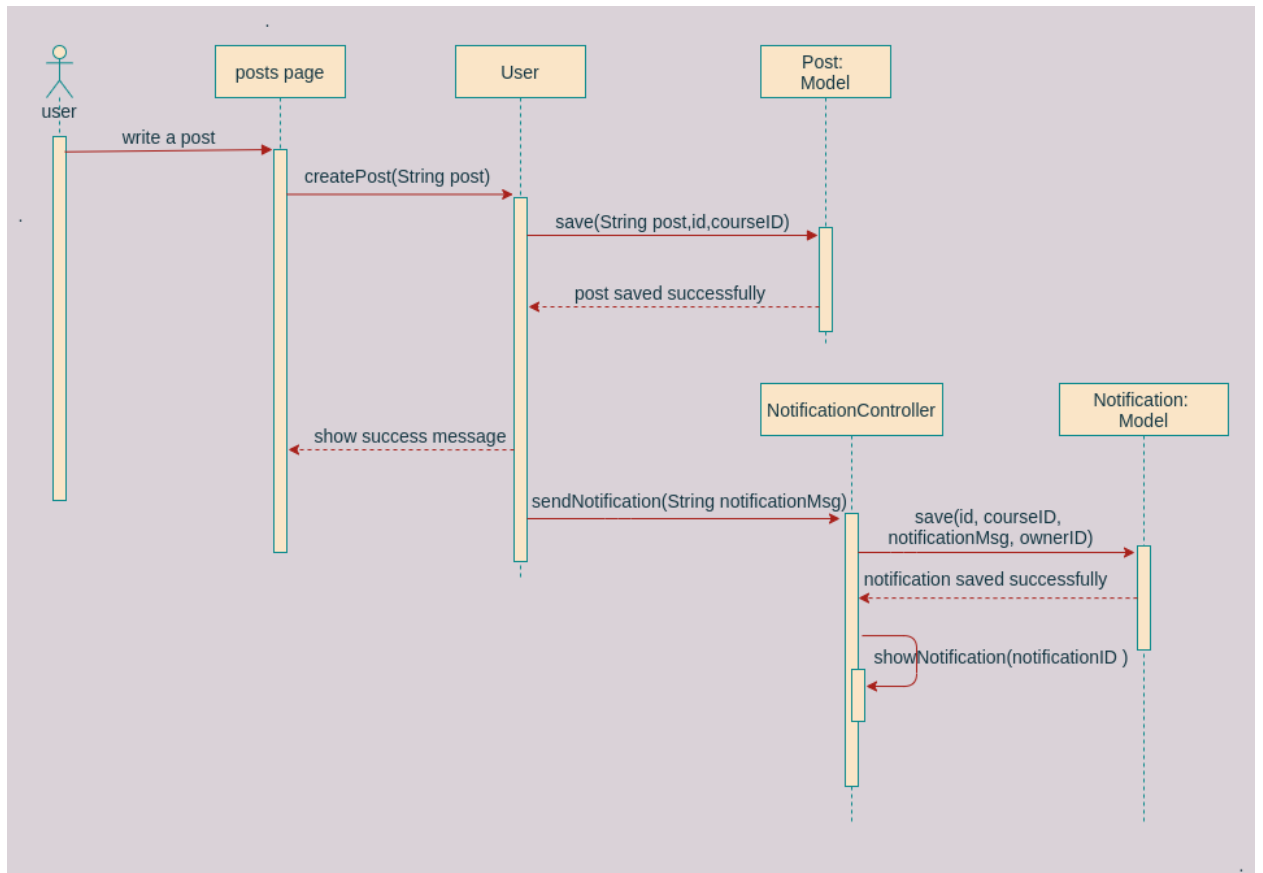 posts page
User
Post:
Model
user
write a post
createPost(String post)
save(String post,id,courseID)
post saved successfully
NotificationController
Notification:
Model
show success message
sendNotification(String notificationMsg)
save(id, courseID,
notificationMsg, ownerID)
notification saved successfully
showNotification(notificationID )